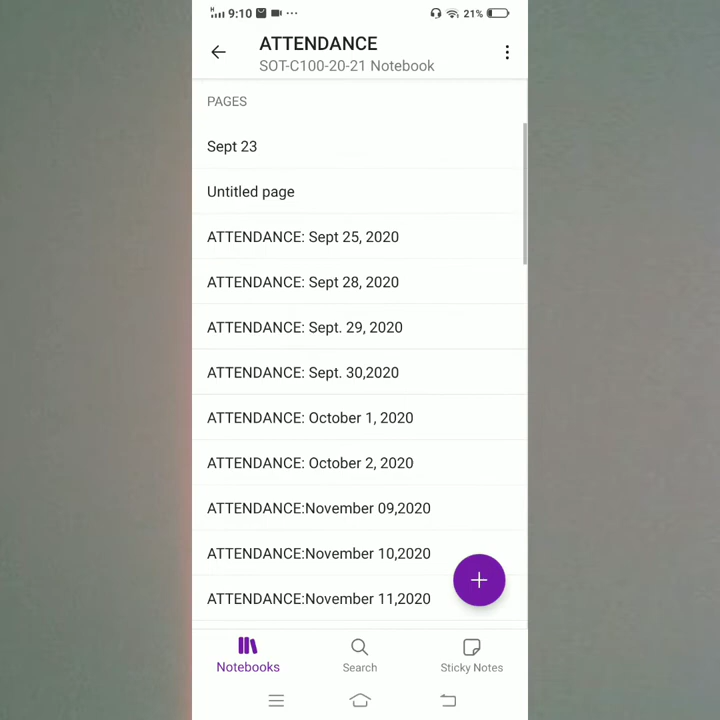 H 9:10 21%
ATTENDANCE
SOT-C100-20-21 Notebook
PAGES
Sept 23
Untitled page
ATTENDANCE: Sept 25, 2020
ATTENDANCE: Sept 28, 2020
ATTENDANCE: Sept. 29, 2020
ATTENDANCE: Sept. 30,2020
ATTENDANCE: October 1, 2020
ATTENDANCE: October 2, 2020
ATTENDANCE:November 09,2020
ATTENDANCE:November 10,2020
ATTENDANCE:November 11,2020
Notebooks Search Sticky Notes